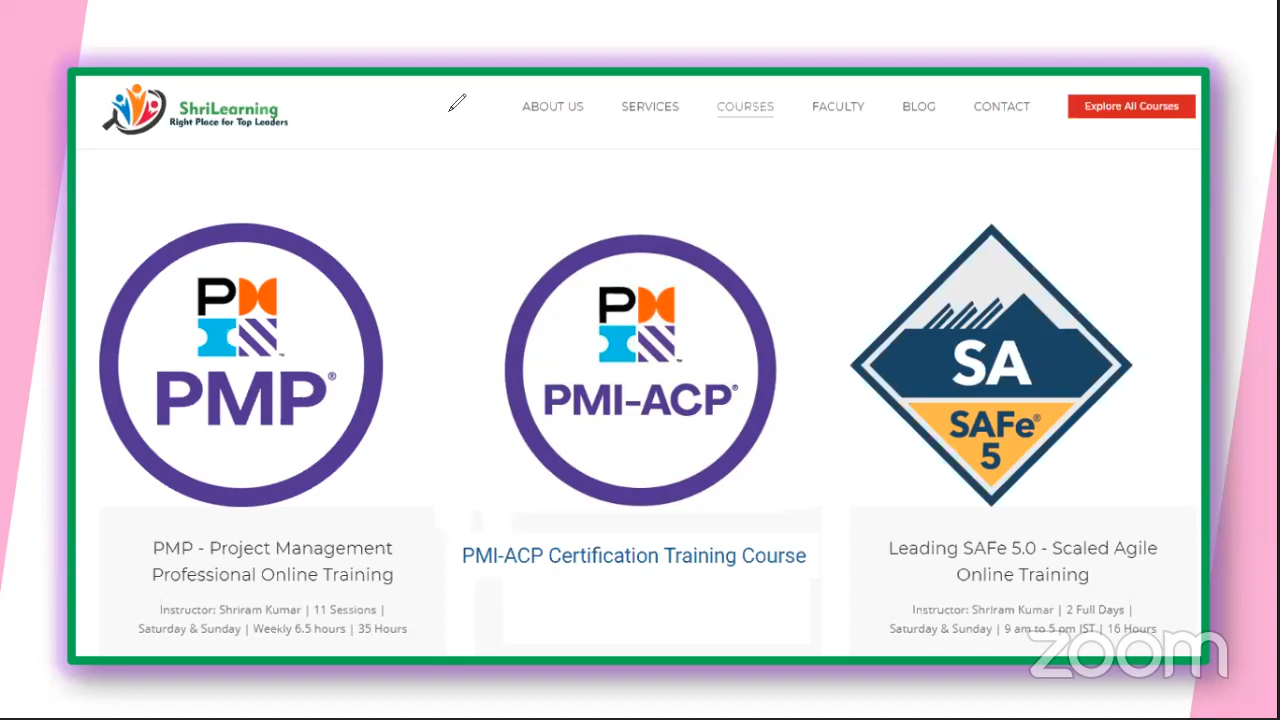 ShriLearning
Right Place for Top Leaders
ABOUT US
SERVICES
COURSES
FACULTY
BLOG
CONTACT
Explore All Courses
PM
PMP®
PM
PMI-ACP®
SA
SAFe®
5
PMP - Project Management
Professional Online Training
Instructor: Shriram Kumar | 11 Sessions |
Saturday & Sunday | Weekly 6.5 hours | 35 Hours
PMI-ACP Certification Training Course
Leading SAFe 5.0 - Scaled Agile
Online Training
Instructor: Shriram Kumar | 2 Full Days |
Saturday & Sunday | 9 am to 5 pm IST | 16 Hours
zoom